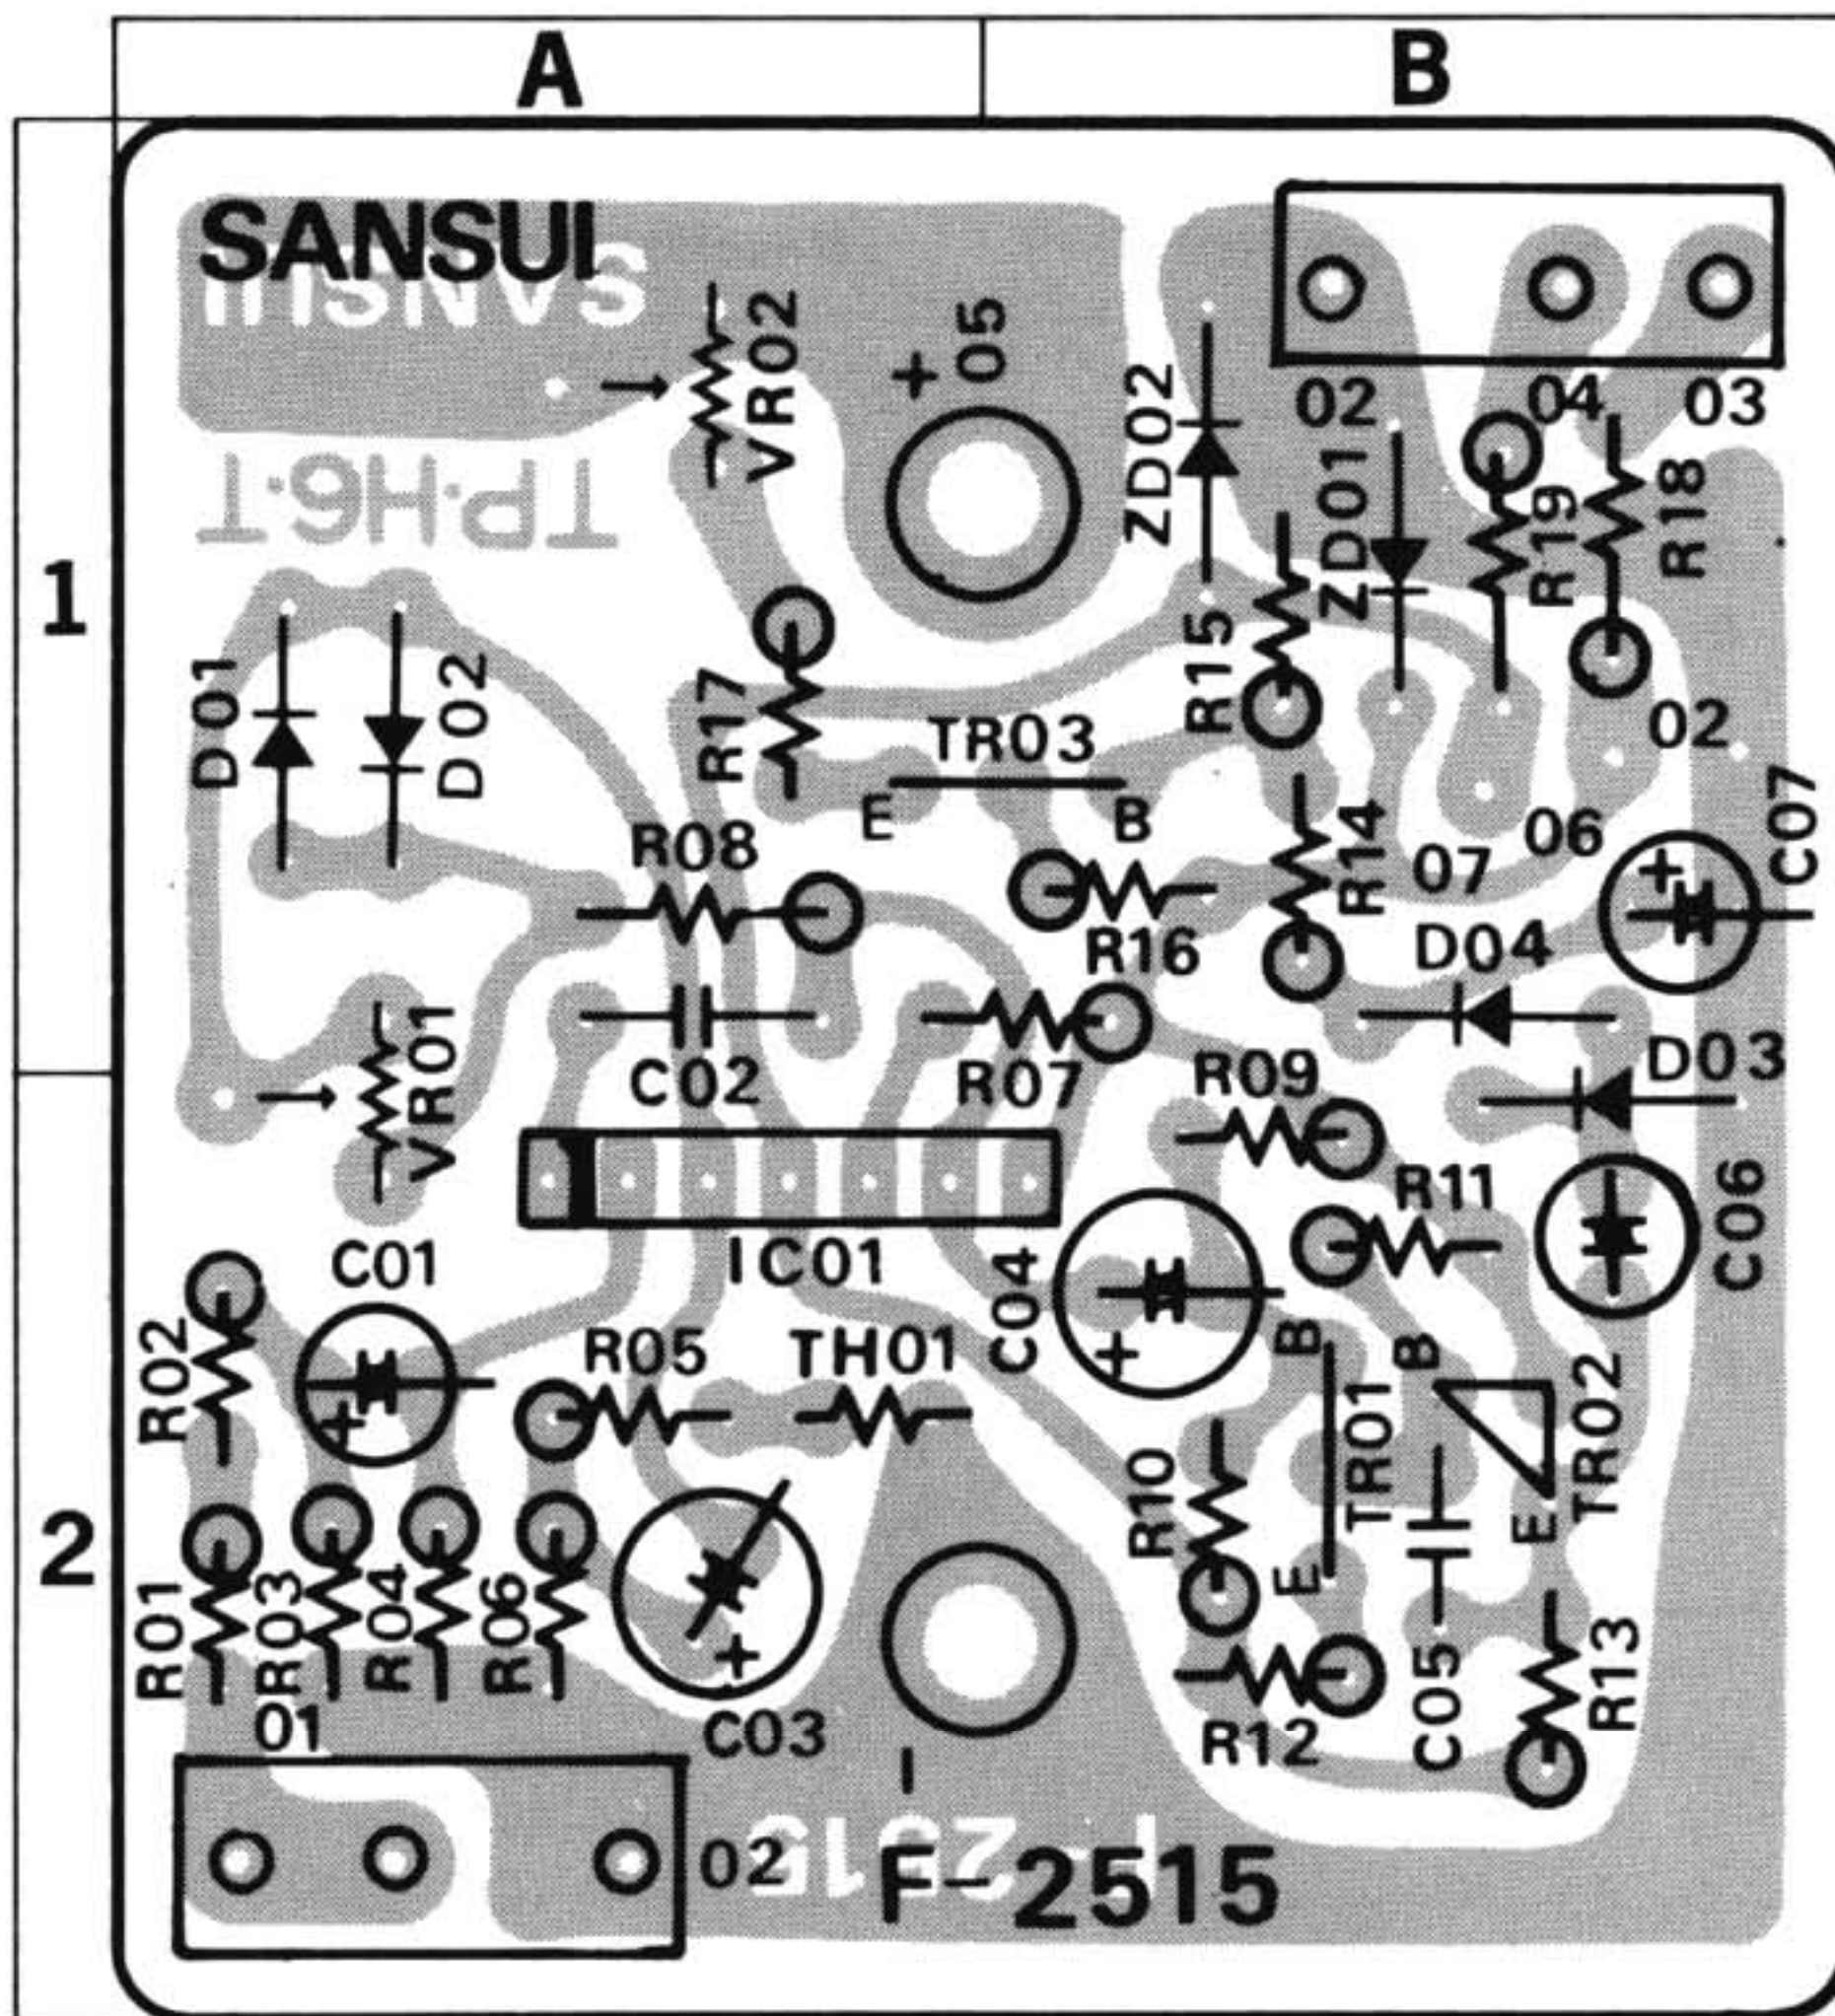 A
B
SANSUI
SANSUI
VR02
+
05
ZD02
02
04
03
TP·H6·T
ZD01
R19
R18
1
D01
D02
R17
R15
TR03
02
E
B
R08
R14
07
06
C07
+
R16
D04
VR01
C02
R07
R09
D03
R11
C06
C01
IC01
C04
+
R02
R05
TH01
B
B
+
R10
TR01
TR02
2
E
E
R01
R03
R04
R06
+
C03
R12
C05
R13
01
-
02
F-2515
F-2515